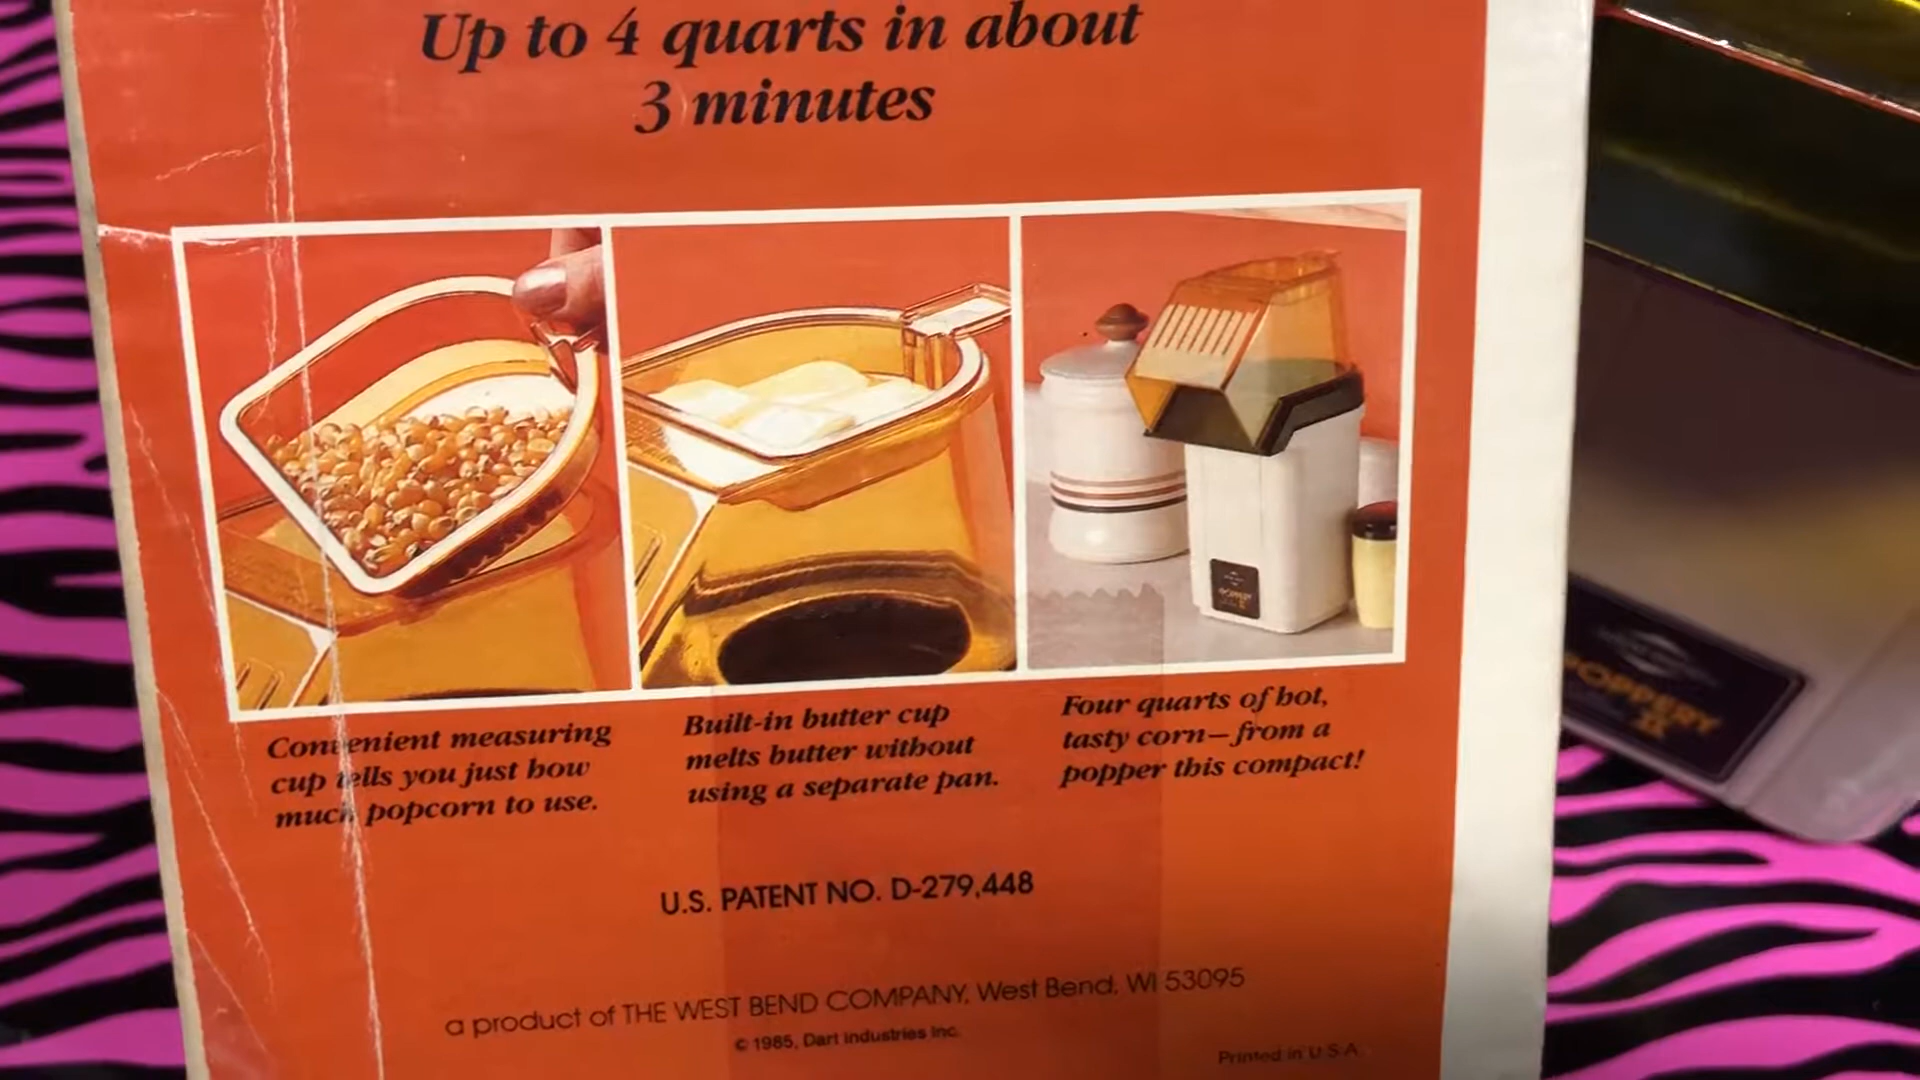 Up to 4 quarts in about
3 minutes
Convenient measuring
cup tells you just how
much popcorn to use.
Built-in butter cup
melts butter without
using a separate pan.
Four quarts of hot,
tasty corn—from a
popper this compact!
U.S. PATENT NO. D-279,448
a product of THE WEST BEND COMPANY, West Bend, WI 53095
© 1985, Dart Industries Inc.
Printed in U.S.A.
POPPERY
II
POPPERY
II